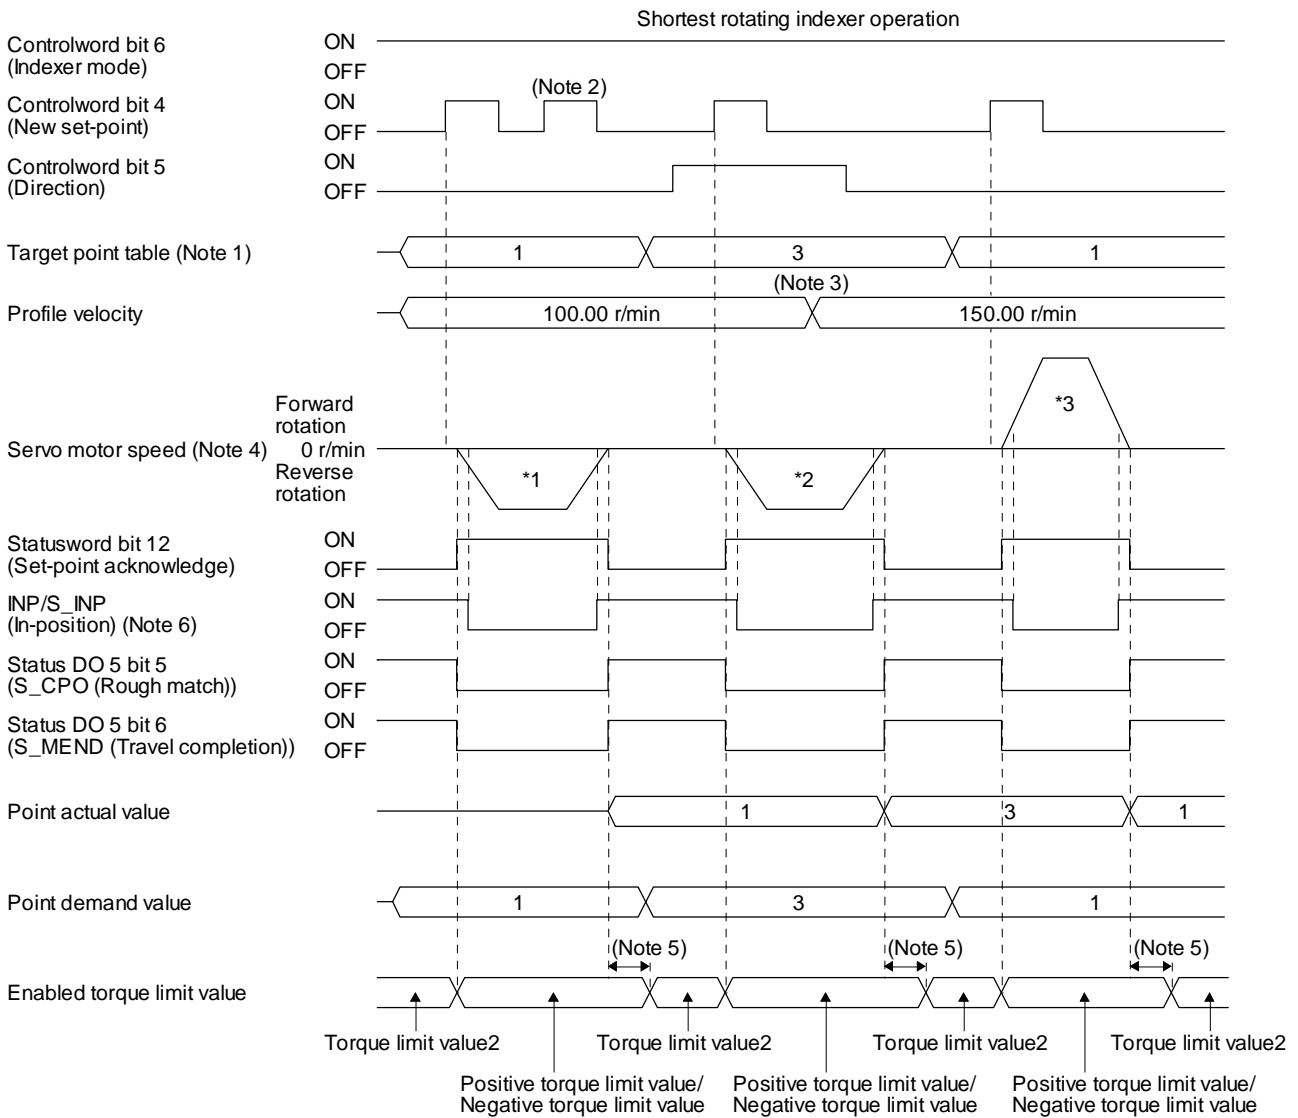 Shortest rotating indexer operation
Controlword bit 6
(Indexer mode)
ON
OFF
Controlword bit 4
(New set-point)
ON
OFF
(Note 2)
Controlword bit 5
(Direction)
ON
OFF
Target point table (Note 1)
1
3
1
Profile velocity
100.00 r/min
(Note 3)
150.00 r/min
Servo motor speed (Note 4)
Forward
rotation
0 r/min
Reverse
rotation
*1
*2
*3
Statusword bit 12
(Set-point acknowledge)
ON
OFF
INP/S_INP
(In-position) (Note 6)
ON
OFF
Status DO 5 bit 5
(S_CPO (Rough match))
ON
OFF
Status DO 5 bit 6
(S_MEND (Travel completion))
ON
OFF
Point actual value
1
3
1
Point demand value
1
3
1
(Note 5)
(Note 5)
(Note 5)
Enabled torque limit value
Torque limit value2
Torque limit value2
Torque limit value2
Torque limit value2
Positive torque limit value/
Negative torque limit value
Positive torque limit value/
Negative torque limit value
Positive torque limit value/
Negative torque limit value